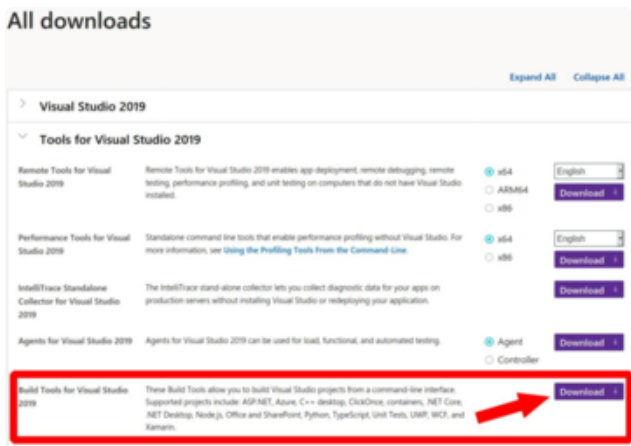 All downloads
Expand All Collapse All
Visual Studio 2019
Tools for Visual Studio 2019
Remote Tools for Visual
Studio 2019
Remote Tools for Visual Studio 2019 enables app deployment, remote debugging, remote
testing, performance profiling, and unit testing on computers that do not have Visual Studio
installed.
x64
ARM64
x86
English
Download
Performance Tools for Visual
Studio 2019
Standalone command line tools that enable performance profiling without Visual Studio. For
more information, see Using the Profiling Tools From the Command-Line.
x64
x86
English
Download
IntelliTrace Standalone
Collector for Visual Studio
2019
The IntelliTrace stand-alone collector lets you collect diagnostic data for your apps on
production servers without installing Visual Studio or redeploying your application.
Download
Agents for Visual Studio 2019
Agents for Visual Studio 2019 can be used for load, functional, and automated testing.
Agent
Controller
Download
Build Tools for Visual Studio
2019
These Build Tools allow you to build Visual Studio projects from a command-line interface.
Supported projects include: ASP.NET, Azure, C++ desktop, ClickOnce, containers, .NET Core,
.NET Desktop, Node.js, Office and SharePoint, Python, TypeScript, Unit Tests, UWP, WCF, and
Xamarin.
Download